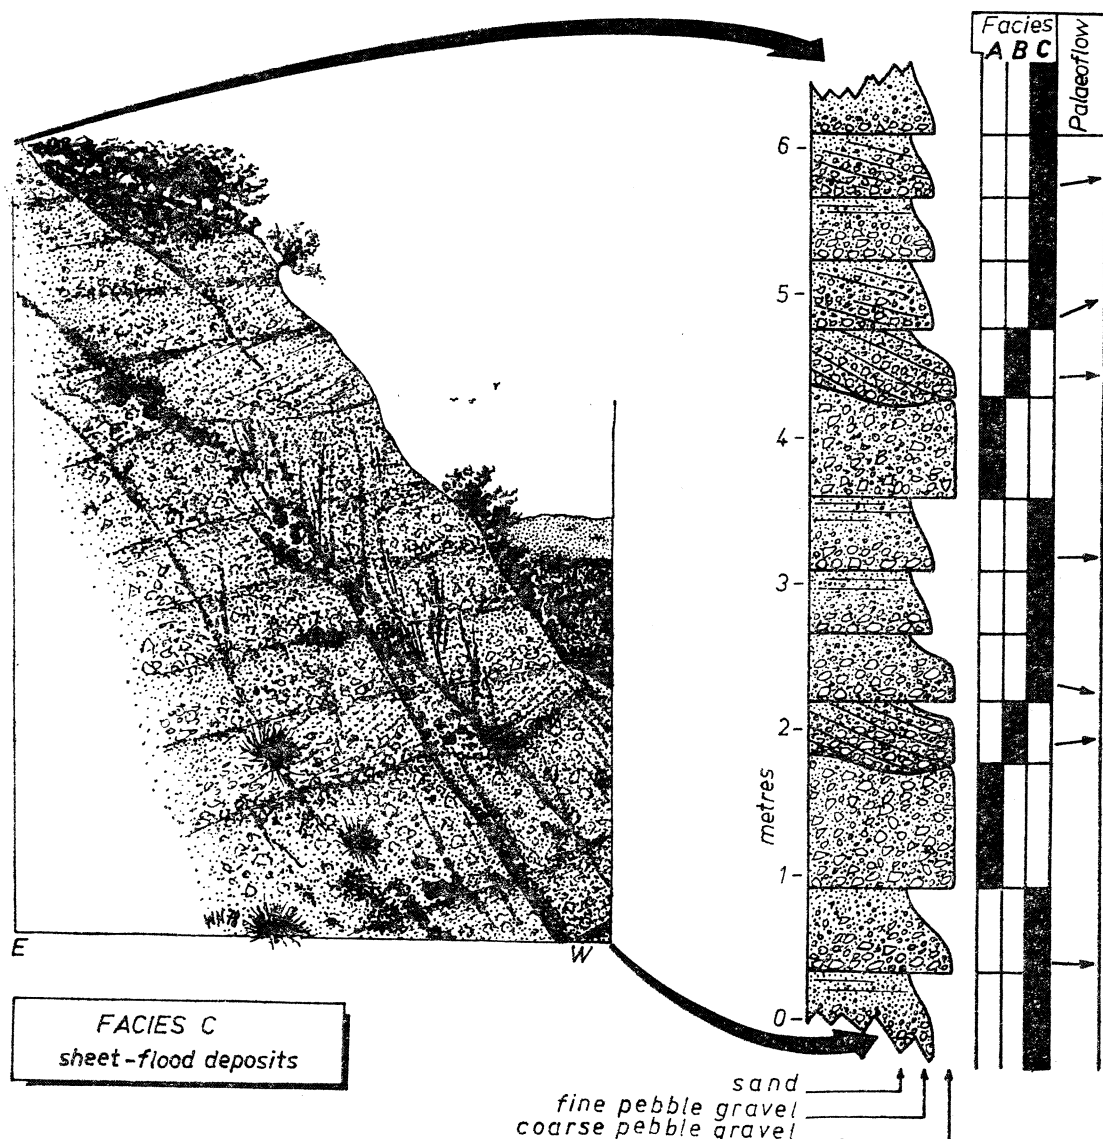 Facies
A B C
Palaeoflow
6
5
4
3
2
1
0
metres
E
W
FACIES C
sheet-flood deposits
sand
fine pebble gravel
coarse pebble gravel